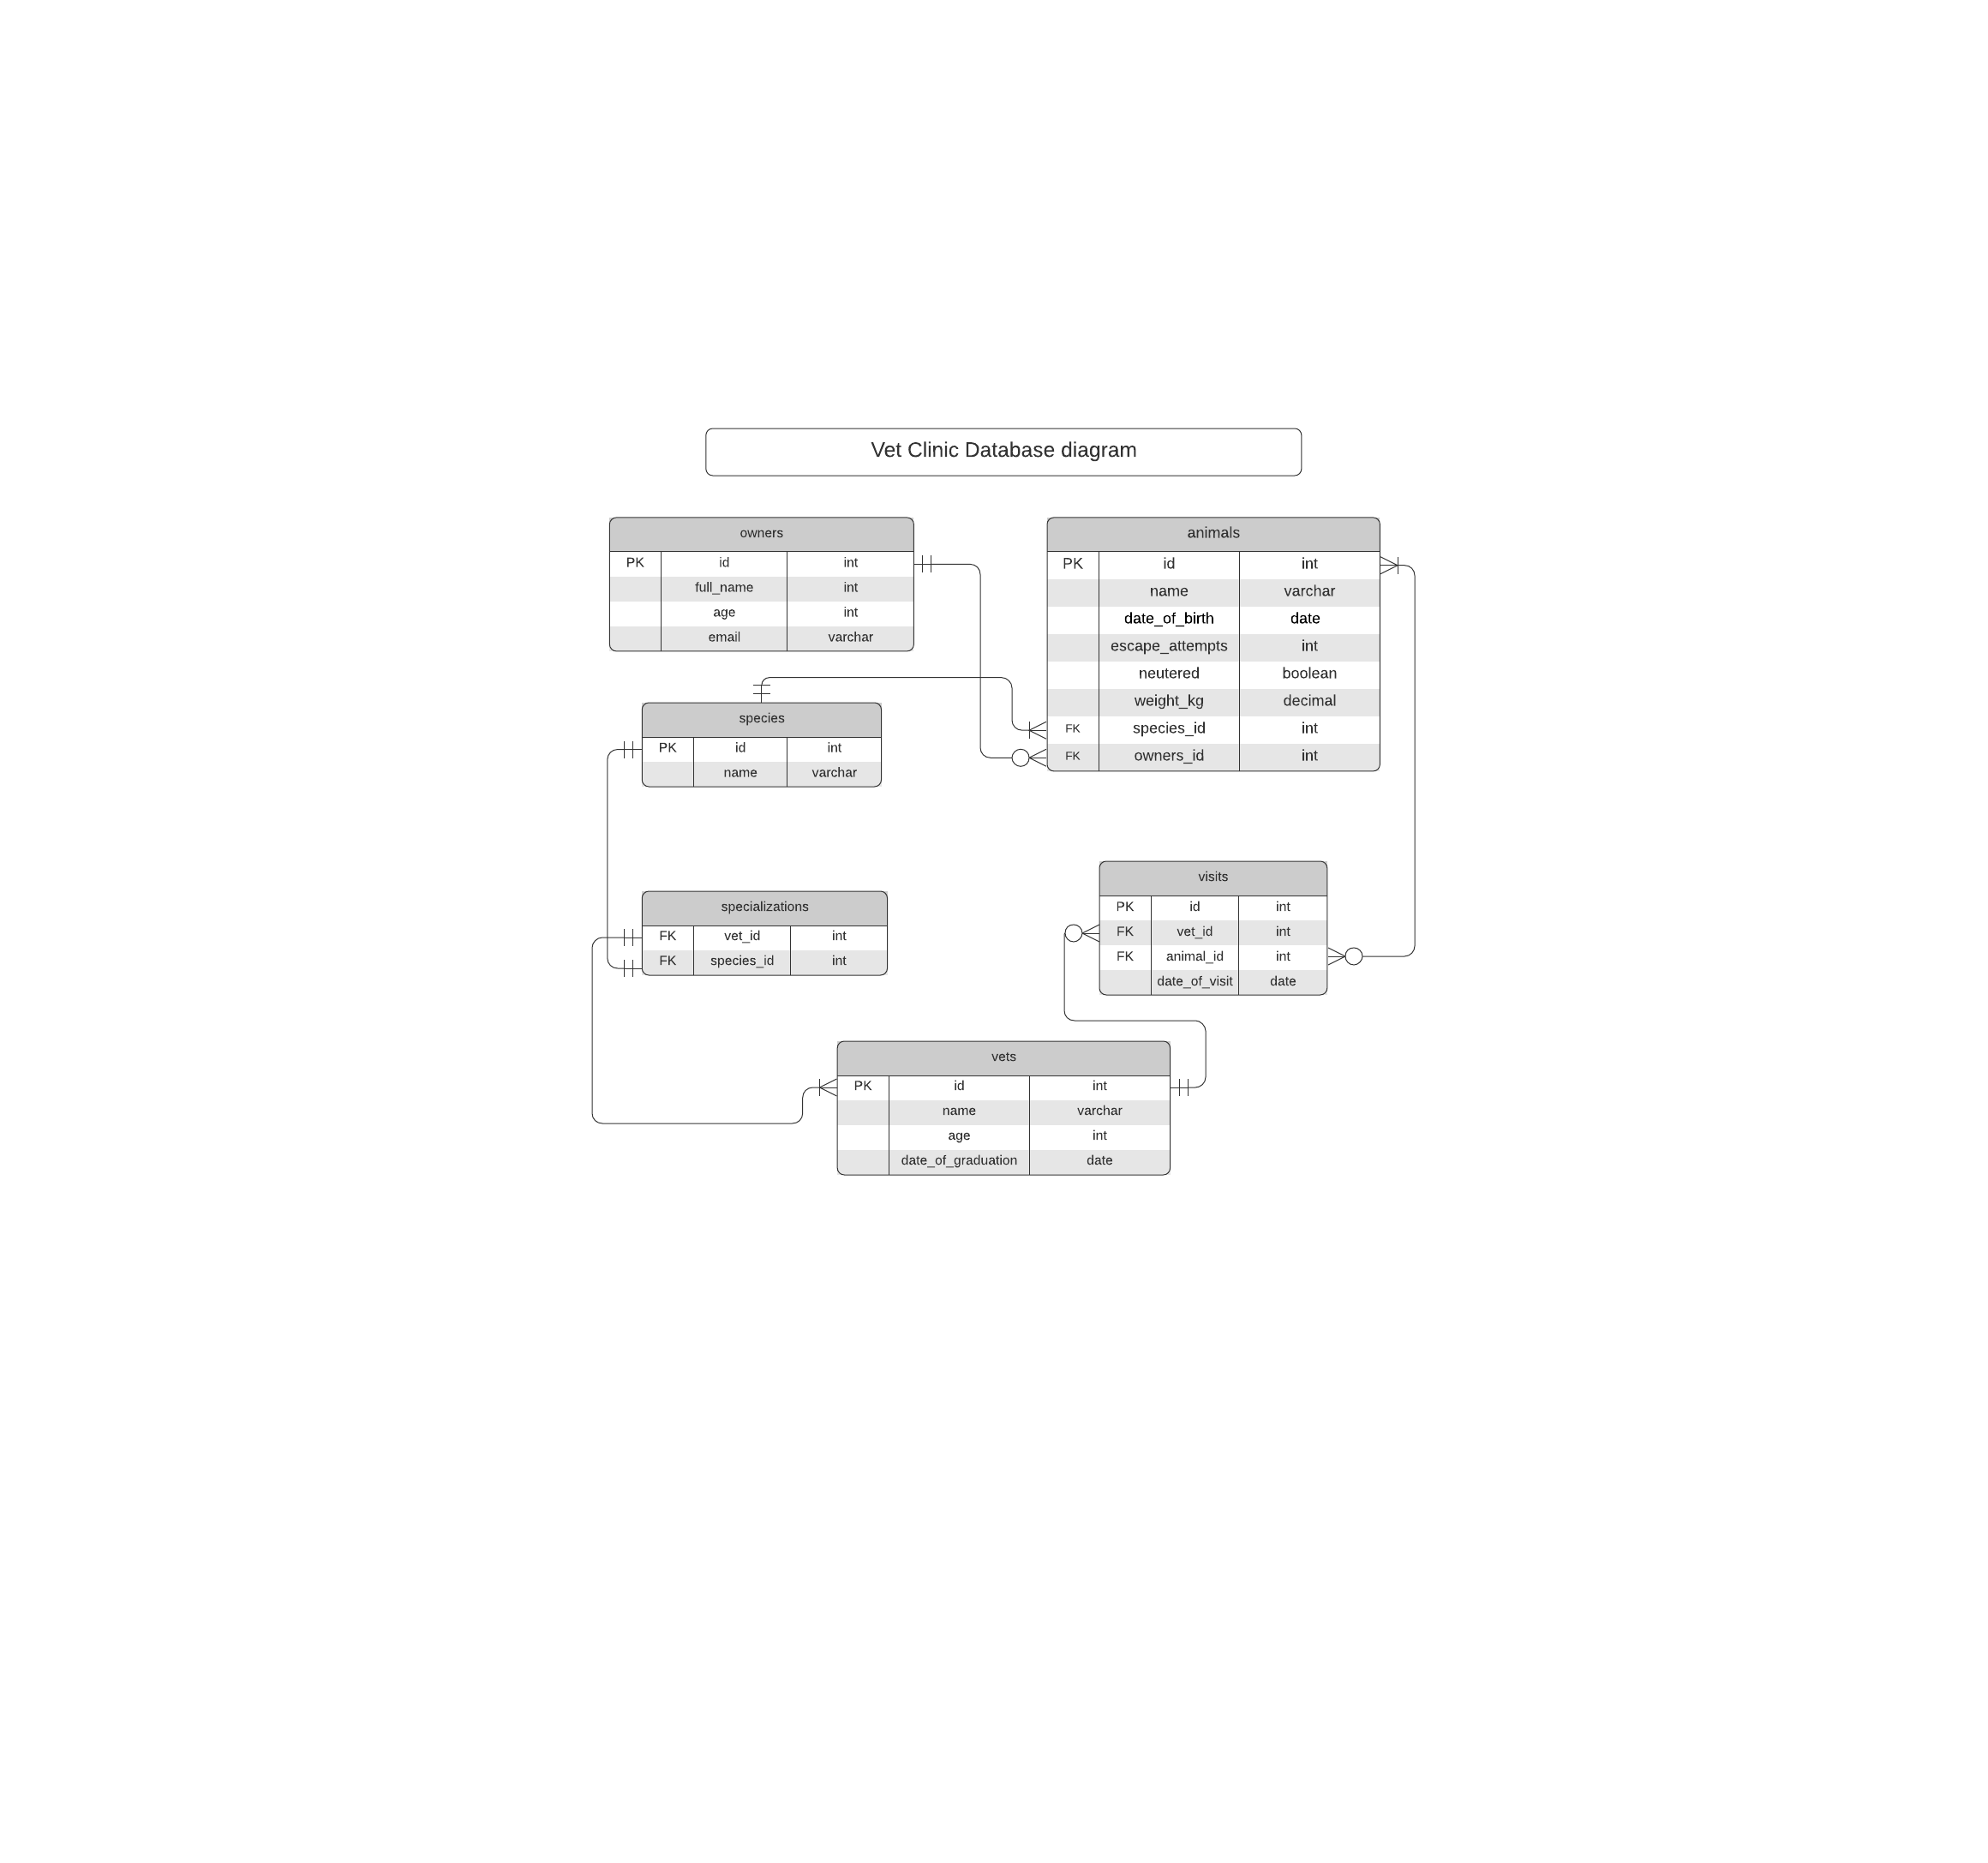 Vet Clinic Database diagram
owners
PK id int
full_name int
age int
email varchar
animals
PK id int
name varchar
date_of_birth date
escape_attempts int
neutered boolean
weight_kg decimal
FK species_id int
FK owners_id int
species
PK id int
name varchar
specializations
FK vet_id int
FK species_id int
visits
PK id int
FK vet_id int
FK animal_id int
date_of_visit date
vets
PK id int
name varchar
age int
date_of_graduation date